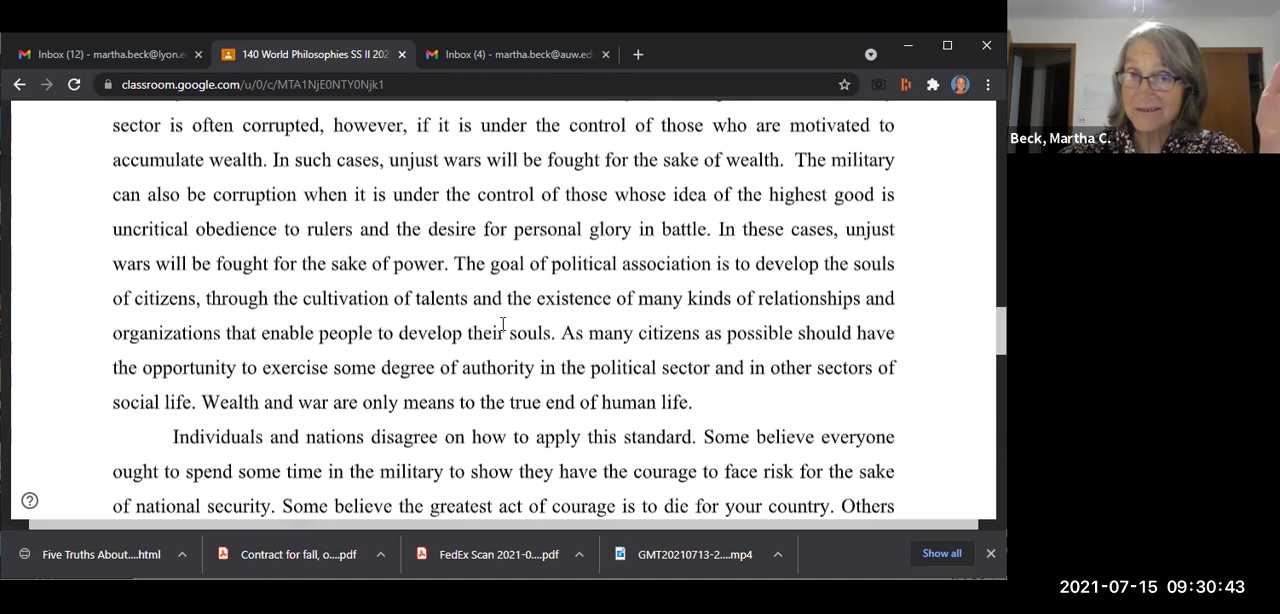 Inbox (12) - martha.beck@lyon.e
140 World Philosophies SS II 202
Inbox (4) - martha.beck@auw.ed
classroom.google.com/u/0/c/MTA1NjE0NTY0Njk1
Beck, Martha C.
sector is often corrupted, however, if it is under the control of those who are motivated to
accumulate wealth. In such cases, unjust wars will be fought for the sake of wealth. The military
can also be corruption when it is under the control of those whose idea of the highest good is
uncritical obedience to rulers and the desire for personal glory in battle. In these cases, unjust
wars will be fought for the sake of power. The goal of political association is to develop the souls
of citizens, through the cultivation of talents and the existence of many kinds of relationships and
organizations that enable people to develop their souls. As many citizens as possible should have
the opportunity to exercise some degree of authority in the political sector and in other sectors of
social life. Wealth and war are only means to the true end of human life.
Individuals and nations disagree on how to apply this standard. Some believe everyone
ought to spend some time in the military to show they have the courage to face risk for the sake
of national security. Some believe the greatest act of courage is to die for your country. Others
Five Truths About....html
Contract for fall, o....pdf
FedEx Scan 2021-0....pdf
GMT20210713-2....mp4
Show all
2021-07-15 09:30:43